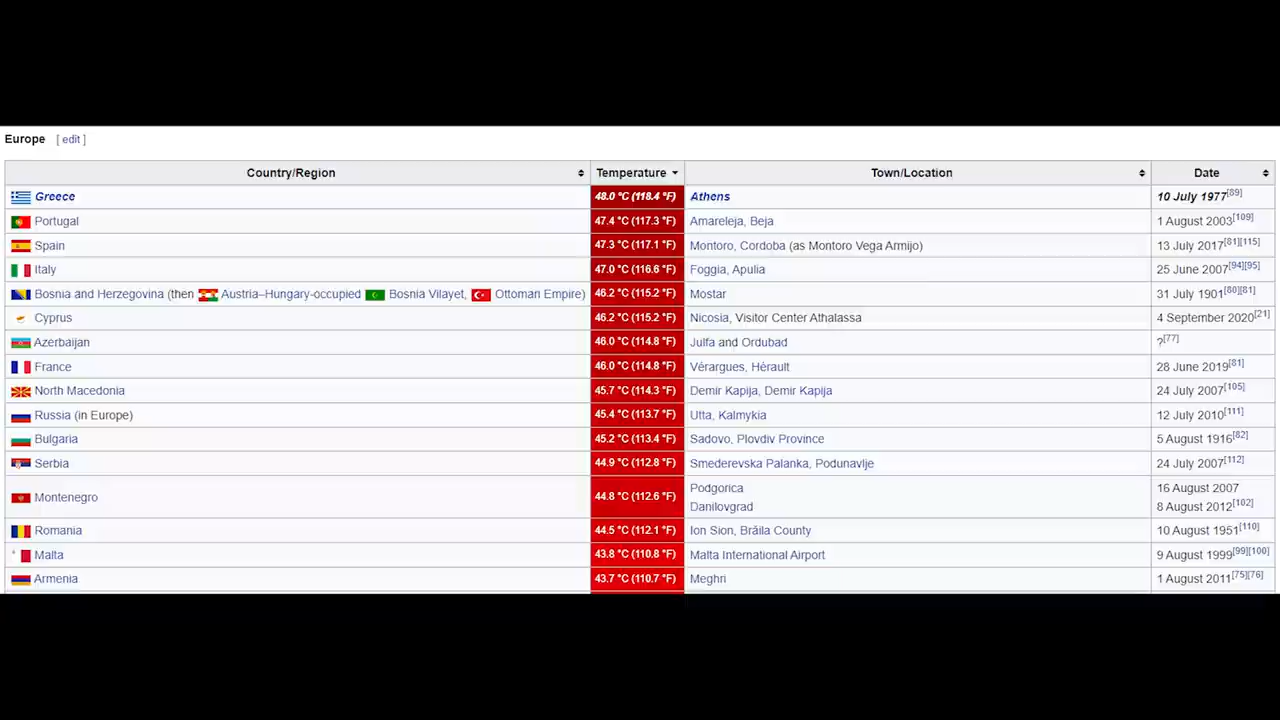 Europe [ edit ]
Country/Region Temperature Town/Location Date
Greece 48.0 °C (118.4 °F) Athens 10 July 1977[89]
Portugal 47.4 °C (117.3 °F) Amareleja, Beja 1 August 2003[109]
Spain 47.3 °C (117.1 °F) Montoro, Cordoba (as Montoro Vega Armijo) 13 July 2017[81][115]
Italy 47.0 °C (116.6 °F) Foggia, Apulia 25 June 2007[94][95]
Bosnia and Herzegovina (then Austria–Hungary-occupied Bosnia Vilayet, Ottoman Empire) 46.2 °C (115.2 °F) Mostar 31 July 1901[80][81]
Cyprus 46.2 °C (115.2 °F) Nicosia, Visitor Center Athalassa 4 September 2020[21]
Azerbaijan 46.0 °C (114.8 °F) Julfa and Ordubad ?[77]
France 46.0 °C (114.8 °F) Vérargues, Hérault 28 June 2019[81]
North Macedonia 45.7 °C (114.3 °F) Demir Kapija, Demir Kapija 24 July 2007[105]
Russia (in Europe) 45.4 °C (113.7 °F) Utta, Kalmykia 12 July 2010[111]
Bulgaria 45.2 °C (113.4 °F) Sadovo, Plovdiv Province 5 August 1916[82]
Serbia 44.9 °C (112.8 °F) Smederevska Palanka, Podunavlje 24 July 2007[112]
Montenegro 44.8 °C (112.6 °F) Podgorica 16 August 2007
Danilovgrad 8 August 2012[102]
Romania 44.5 °C (112.1 °F) Ion Sion, Brăila County 10 August 1951[110]
Malta 43.8 °C (110.8 °F) Malta International Airport 9 August 1999[99][100]
Armenia 43.7 °C (110.7 °F) Meghri 1 August 2011[75][76]